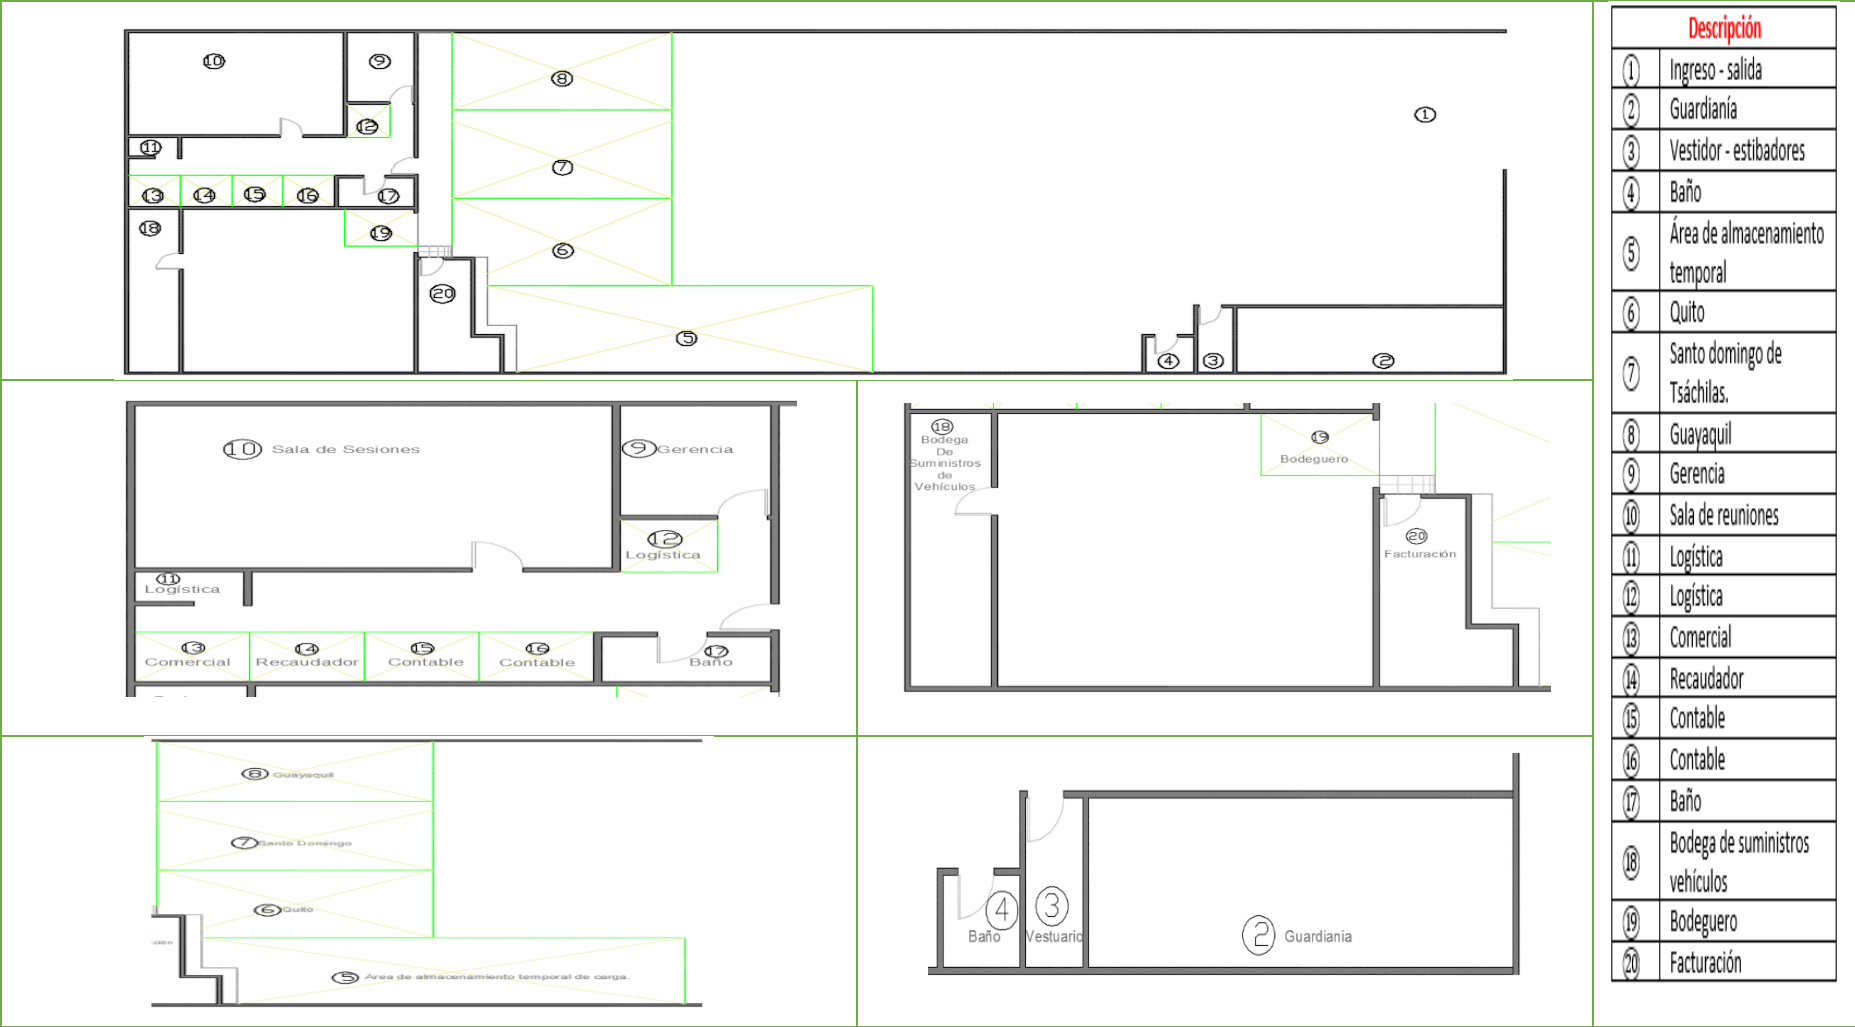 10
9
8
12
1
11
7
13
14
15
16
17
18
19
6
20
5
4
3
2
10 Sala de Sesiones
9 Gerencia
12
Logística
11
Logística
13
Comercial
14
Recaudador
15
Contable
16
Contable
17
Baño
18
Bodega
De
Suministros
de
Vehículos
19
Bodeguero
20
Facturación
8 Guayaquil
7 Santo Domingo
6 Quito
5 Area de almacenamiento temporal de carga.
4
Baño
3
Vestuario
2 Guardiania
Descripción
1 Ingreso - salida
2 Guardianía
3 Vestidor - estibadores
4 Baño
5 Área de almacenamiento
temporal
6 Quito
7 Santo domingo de
Tsáchilas.
8 Guayaquil
9 Gerencia
10 Sala de reuniones
11 Logística
12 Logística
13 Comercial
14 Recaudador
15 Contable
16 Contable
17 Baño
18 Bodega de suministros
vehículos
19 Bodeguero
20 Facturación